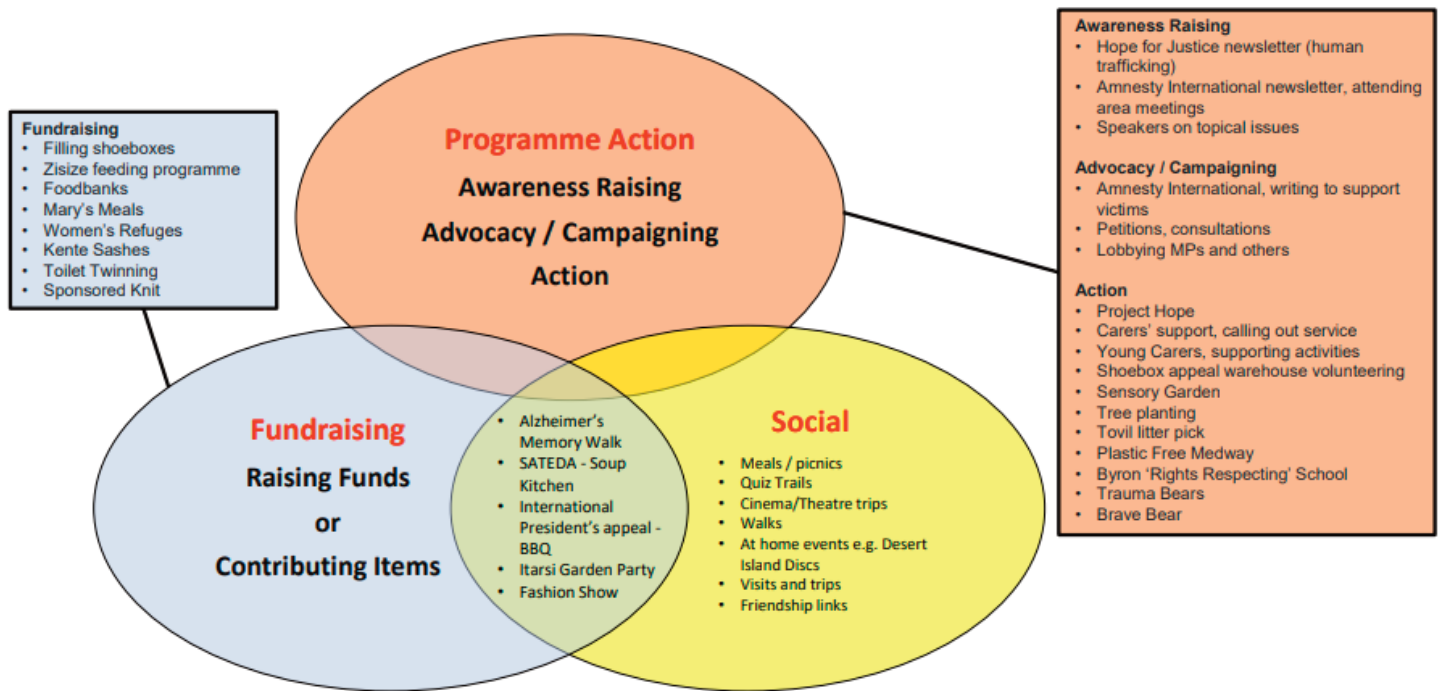 Fundraising
• Filling shoeboxes
• Zisize feeding programme
• Foodbanks
• Mary's Meals
• Women's Refuges
• Kente Sashes
• Toilet Twinning
• Sponsored Knit
Programme Action
Awareness Raising
Advocacy / Campaigning
Action
Awareness Raising
• Hope for Justice newsletter (human
trafficking)
• Amnesty International newsletter, attending
area meetings
• Speakers on topical issues
Advocacy / Campaigning
• Amnesty International, writing to support
victims
• Petitions, consultations
• Lobbying MPs and others
Action
• Project Hope
• Carers' support, calling out service
• Young Carers, supporting activities
• Shoebox appeal warehouse volunteering
• Sensory Garden
• Tree planting
• Tovil litter pick
• Plastic Free Medway
• Byron 'Rights Respecting' School
• Trauma Bears
• Brave Bear
Fundraising
Raising Funds
or
Contributing Items
• Alzheimer's
Memory Walk
• SATEDA - Soup
Kitchen
• International
President's appeal -
BBQ
• Itarsi Garden Party
• Fashion Show
Social
• Meals / picnics
• Quiz Trails
• Cinema/Theatre trips
• Walks
• At home events e.g. Desert
Island Discs
• Visits and trips
• Friendship links